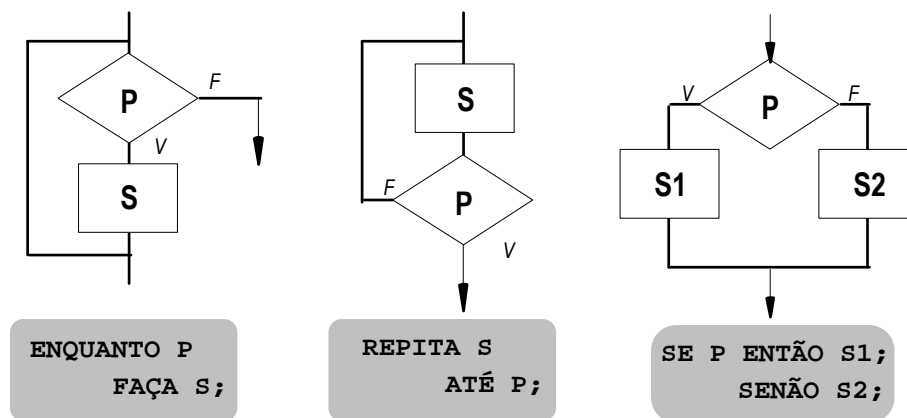 P
F
V
S
ENQUANTO P
FAÇA S;
S
F
P
V
REPITA S
ATÉ P;
V
P
F
S1
S2
SE P ENTÃO S1;
SENÃO S2;